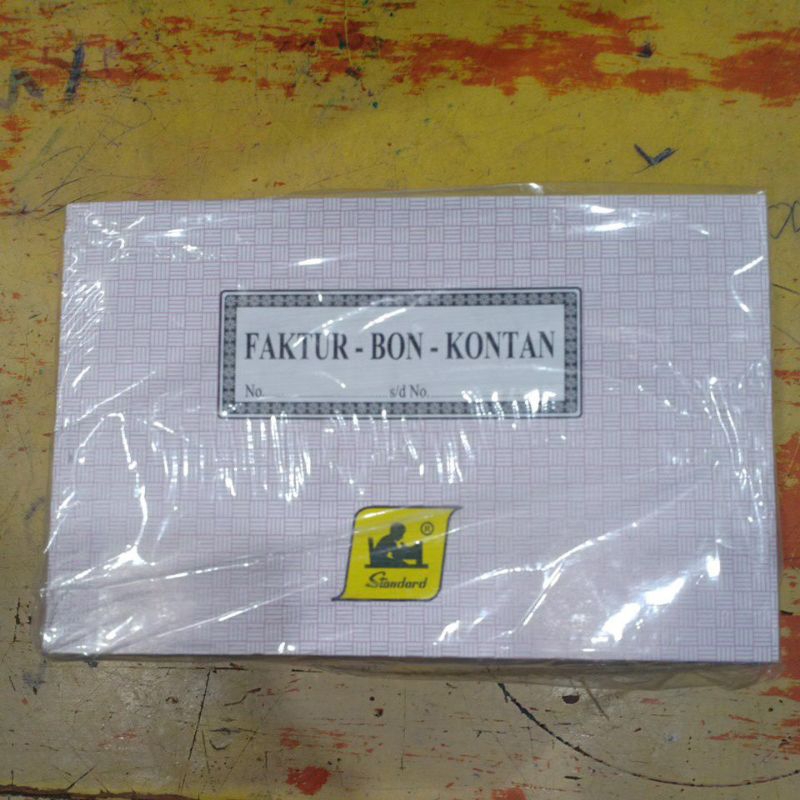 FAKTUR - BON - KONTAN
No. s/d No.
®
Standard